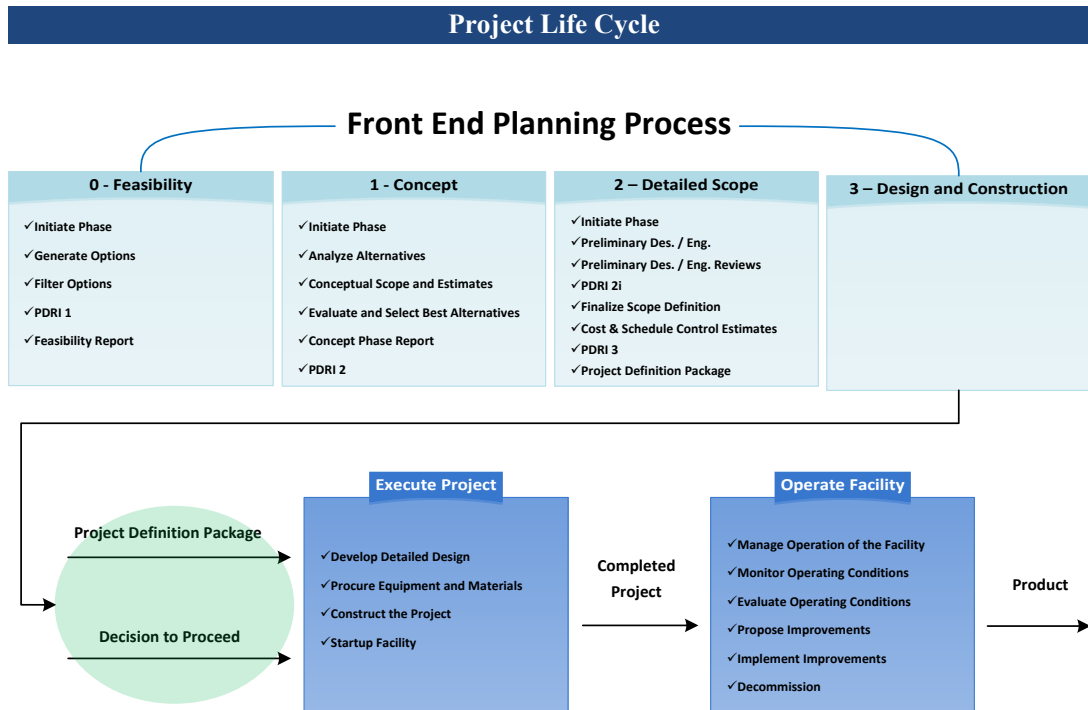 Project Life Cycle
Front End Planning Process
0 - Feasibility
✓Initiate Phase
✓Generate Options
✓Filter Options
✓PDRI 1
✓Feasibility Report
1 - Concept
✓Initiate Phase
✓Analyze Alternatives
✓Conceptual Scope and Estimates
✓Evaluate and Select Best Alternatives
✓Concept Phase Report
✓PDRI 2
2 – Detailed Scope
✓Initiate Phase
✓Preliminary Des. / Eng.
✓Preliminary Des. / Eng. Reviews
✓PDRI 2i
✓Finalize Scope Definition
✓Cost & Schedule Control Estimates
✓PDRI 3
✓Project Definition Package
3 – Design and Construction
Project Definition Package
Decision to Proceed
Execute Project
✓Develop Detailed Design
✓Procure Equipment and Materials
✓Construct the Project
✓Startup Facility
Completed
Project
Operate Facility
✓Manage Operation of the Facility
✓Monitor Operating Conditions
✓Evaluate Operating Conditions
✓Propose Improvements
✓Implement Improvements
✓Decommission
Product